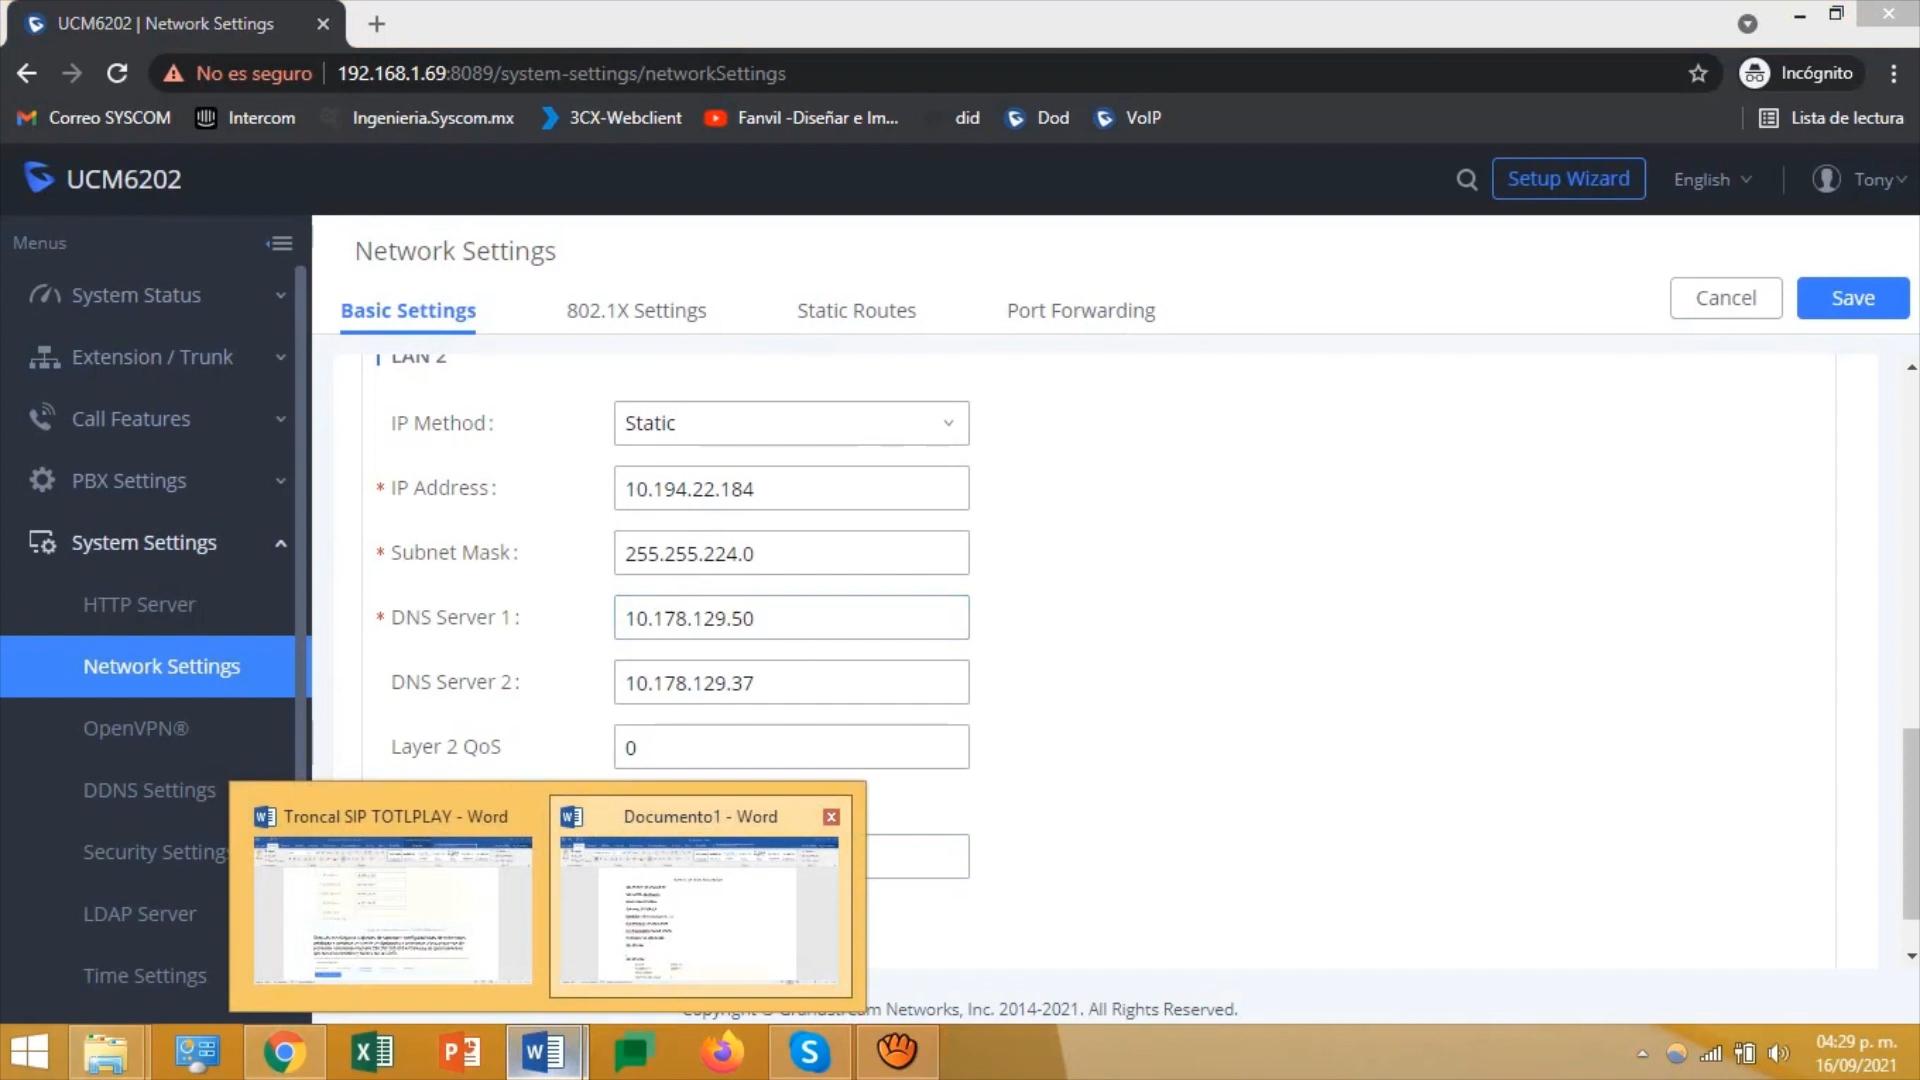 UCM6202 | Network Settings
No es seguro
192.168.1.69:8089/system-settings/networkSettings
Incógnito
Correo SYSCOM
Intercom
Ingenieria.Syscom.mx
3CX-Webclient
Fanvil -Diseñar e Im...
did
Dod
VoIP
Lista de lectura
UCM6202
Setup Wizard
English
Tony
Menus
System Status
Extension / Trunk
Call Features
PBX Settings
System Settings
HTTP Server
Network Settings
OpenVPN®
DDNS Settings
Security Settings
LDAP Server
Time Settings
Network Settings
Basic Settings
802.1X Settings
Static Routes
Port Forwarding
Cancel
Save
LAN 2
IP Method:
Static
* IP Address:
10.194.22.184
* Subnet Mask:
255.255.224.0
* DNS Server 1:
10.178.129.50
DNS Server 2:
10.178.129.37
Layer 2 QoS
0
Troncal SIP TOTLPLAY - Word
Documento1 - Word
Copyright © Grandstream Networks, Inc. 2014-2021. All Rights Reserved.
04:29 p. m.
16/09/2021